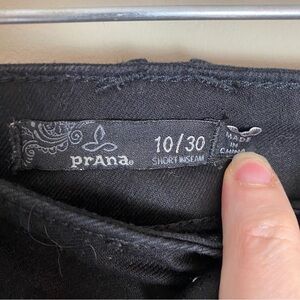 prAna®
10/30
SHORT INSEAM
MADE
IN
CHINA